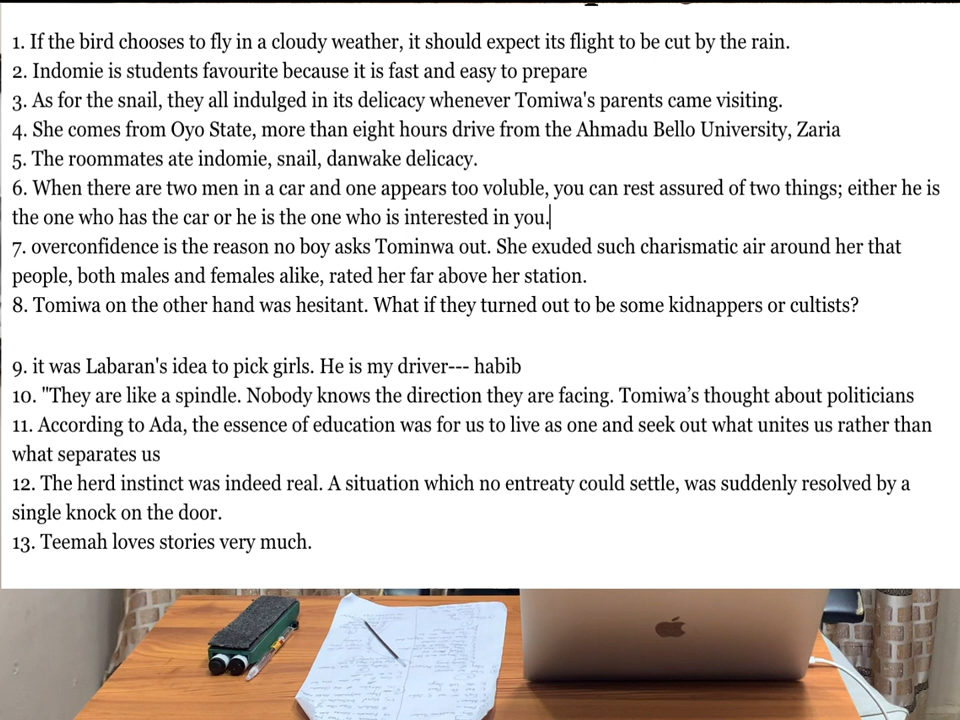 1. If the bird chooses to fly in a cloudy weather, it should expect its flight to be cut by the rain.
2. Indomie is students favourite because it is fast and easy to prepare
3. As for the snail, they all indulged in its delicacy whenever Tomiwa's parents came visiting.
4. She comes from Oyo State, more than eight hours drive from the Ahmadu Bello University, Zaria
5. The roommates ate indomie, snail, danwake delicacy.
6. When there are two men in a car and one appears too voluble, you can rest assured of two things; either he is
the one who has the car or he is the one who is interested in you.
7. overconfidence is the reason no boy asks Tominwa out. She exuded such charismatic air around her that
people, both males and females alike, rated her far above her station.
8. Tomiwa on the other hand was hesitant. What if they turned out to be some kidnappers or cultists?
9. it was Labaran's idea to pick girls. He is my driver--- habib
10. "They are like a spindle. Nobody knows the direction they are facing. Tomiwa’s thought about politicians
11. According to Ada, the essence of education was for us to live as one and seek out what unites us rather than
what separates us
12. The herd instinct was indeed real. A situation which no entreaty could settle, was suddenly resolved by a
single knock on the door.
13. Teemah loves stories very much.